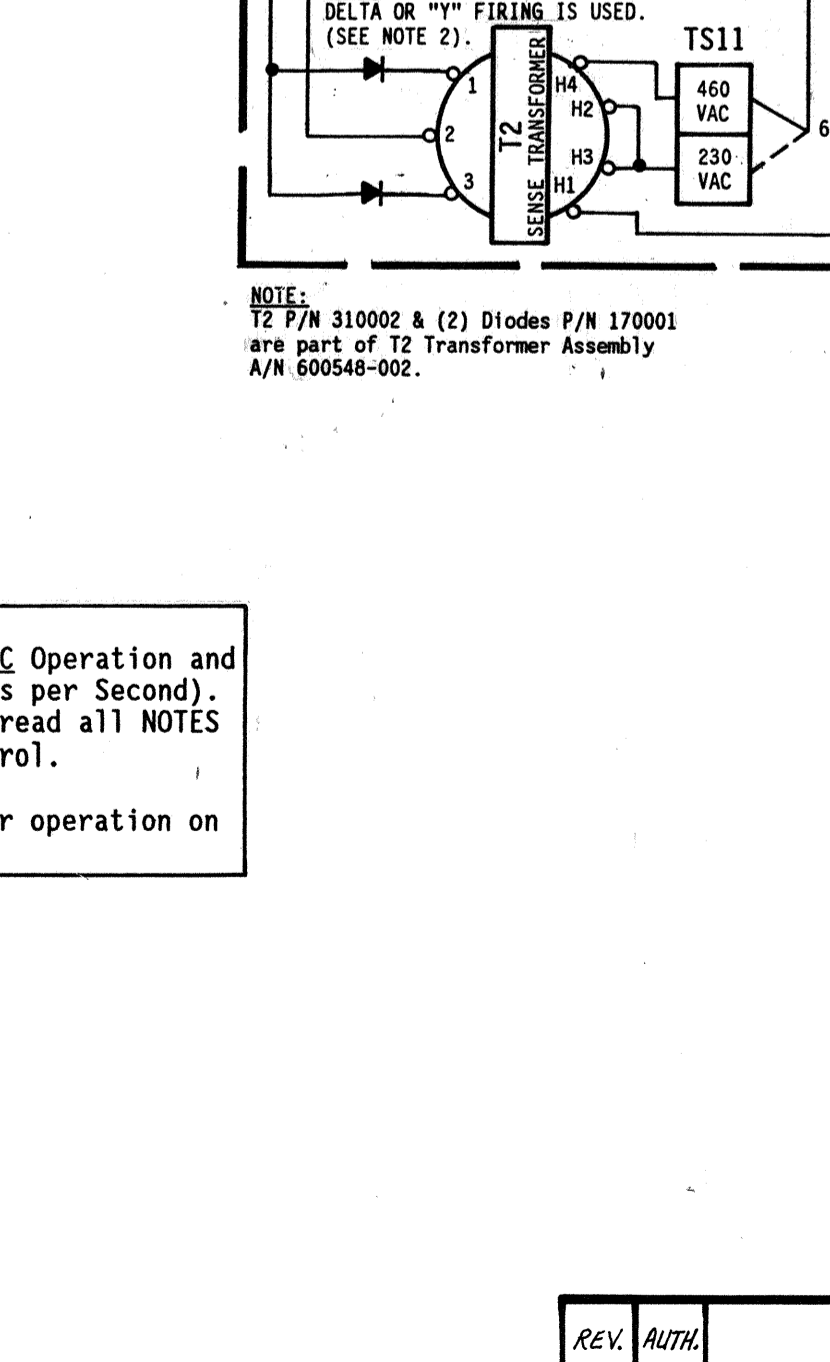 DELTA OR "Y" FIRING IS USED.
(SEE NOTE 2).
TS11
1
2
3
T2
SENSE TRANSFORMER
H4
H2
H3
H1
460
VAC
230
VAC
6
NOTE:
T2 P/N 310002 & (2) Diodes P/N 170001
are part of T2 Transformer Assembly
A/N 600548-002.
C Operation and
s per Second).
read all NOTES
rol.
r operation on
REV. AUTH.